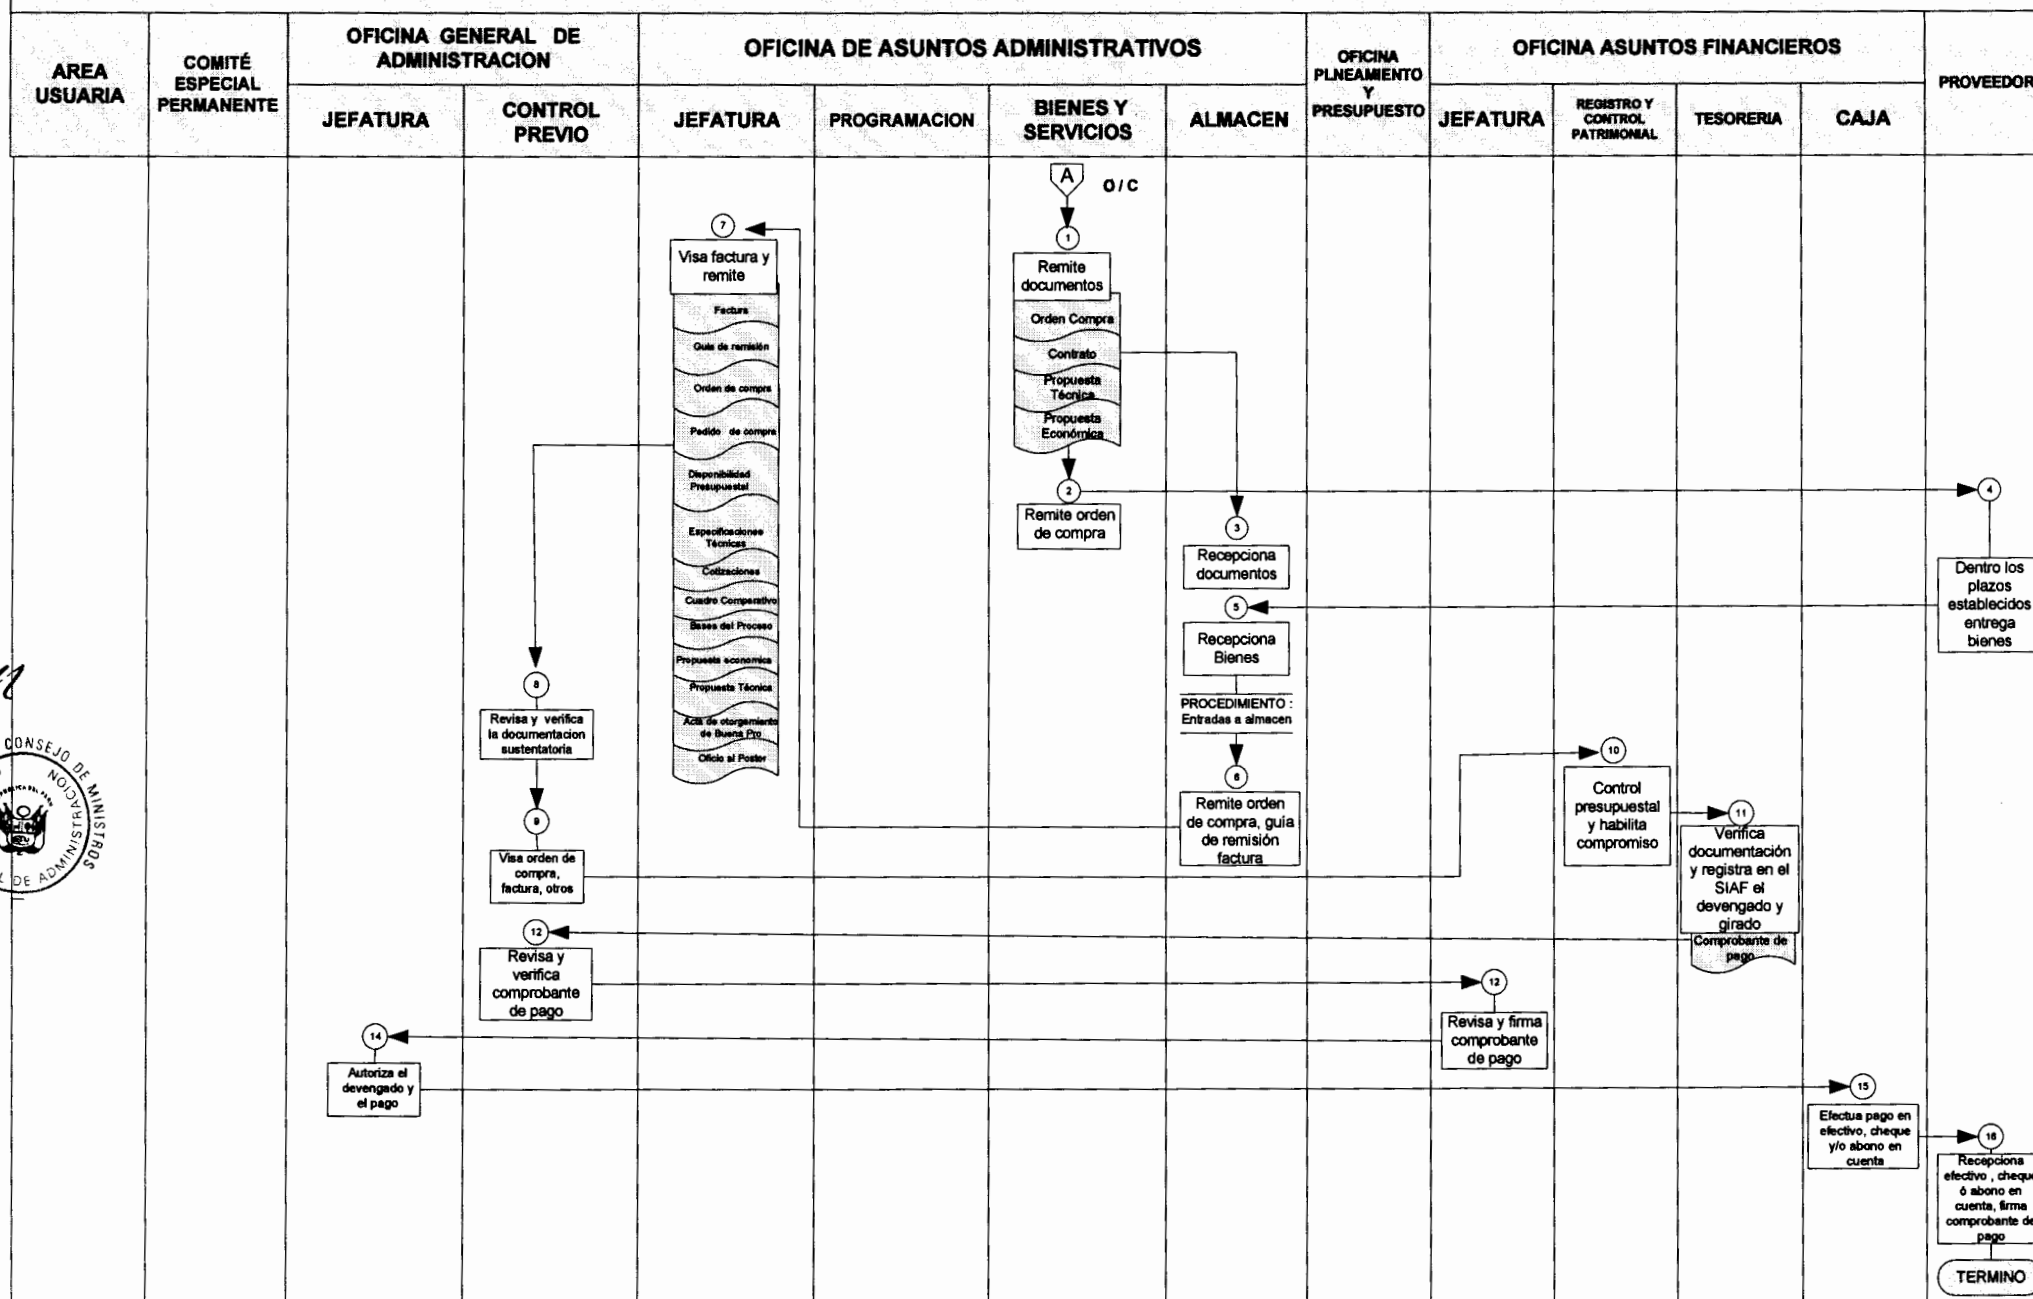 AREA
USUARIA
COMITÉ
ESPECIAL
PERMANENTE
OFICINA GENERAL DE
ADMINISTRACION
JEFATURA
CONTROL
PREVIO
OFICINA DE ASUNTOS ADMINISTRATIVOS
JEFATURA
PROGRAMACION
BIENES Y
SERVICIOS
ALMACEN
OFICINA
PLNEAMIENTO
Y
PRESUPUESTO
OFICINA ASUNTOS FINANCIEROS
JEFATURA
REGISTRO Y
CONTROL
PATRIMONIAL
TESORERIA
CAJA
PROVEEDOR
A
O / C
1
Remite
documentos
Orden Compra
Contrato
Propuesta
Técnica
Propuesta
Económica
2
Remite orden
de compra
3
Recepciona
documentos
4
Dentro los
plazos
establecidos
entrega
bienes
5
Recepciona
Bienes
PROCEDIMIENTO :
Entradas a almacen
6
Remite orden
de compra, guía
de remisión
factura
7
Visa factura y
remite
Factura
Guía de remisión
Orden de compra
Pedido de compra
Disponibilidad
Presupuestal
Especificaciones
Técnicas
Cotizaciones
Cuadro Comparativo
Bases del Proceso
Propuesta economica
Propuesta Técnica
Acta de otorgamiento
de Buena Pro
Oficio al Postor
8
Revisa y verifica
la documentacion
sustentatoria
9
Visa orden de
compra,
factura, otros
10
Control
presupuestal
y habilita
compromiso
11
Verifica
documentación
y registra en el
SIAF el
devengado y
girado
Comprobante de
pago
12
Revisa y
verifica
comprobante
de pago
12
Revisa y firma
comprobante
de pago
14
Autoriza el
devengado y
el pago
15
Efectua pago en
efectivo, cheque
y/o abono en
cuenta
16
Recepciona
efectivo , cheque
ó abono en
cuenta, firma
comprobante de
pago
TERMINO
CONSEJO DE MINISTROS
DE ADMINISTRACION